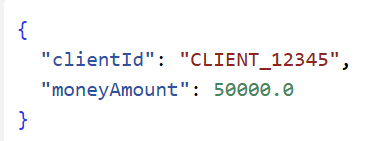 {
"clientId": "CLIENT_12345",
"moneyAmount": 50000.0
}